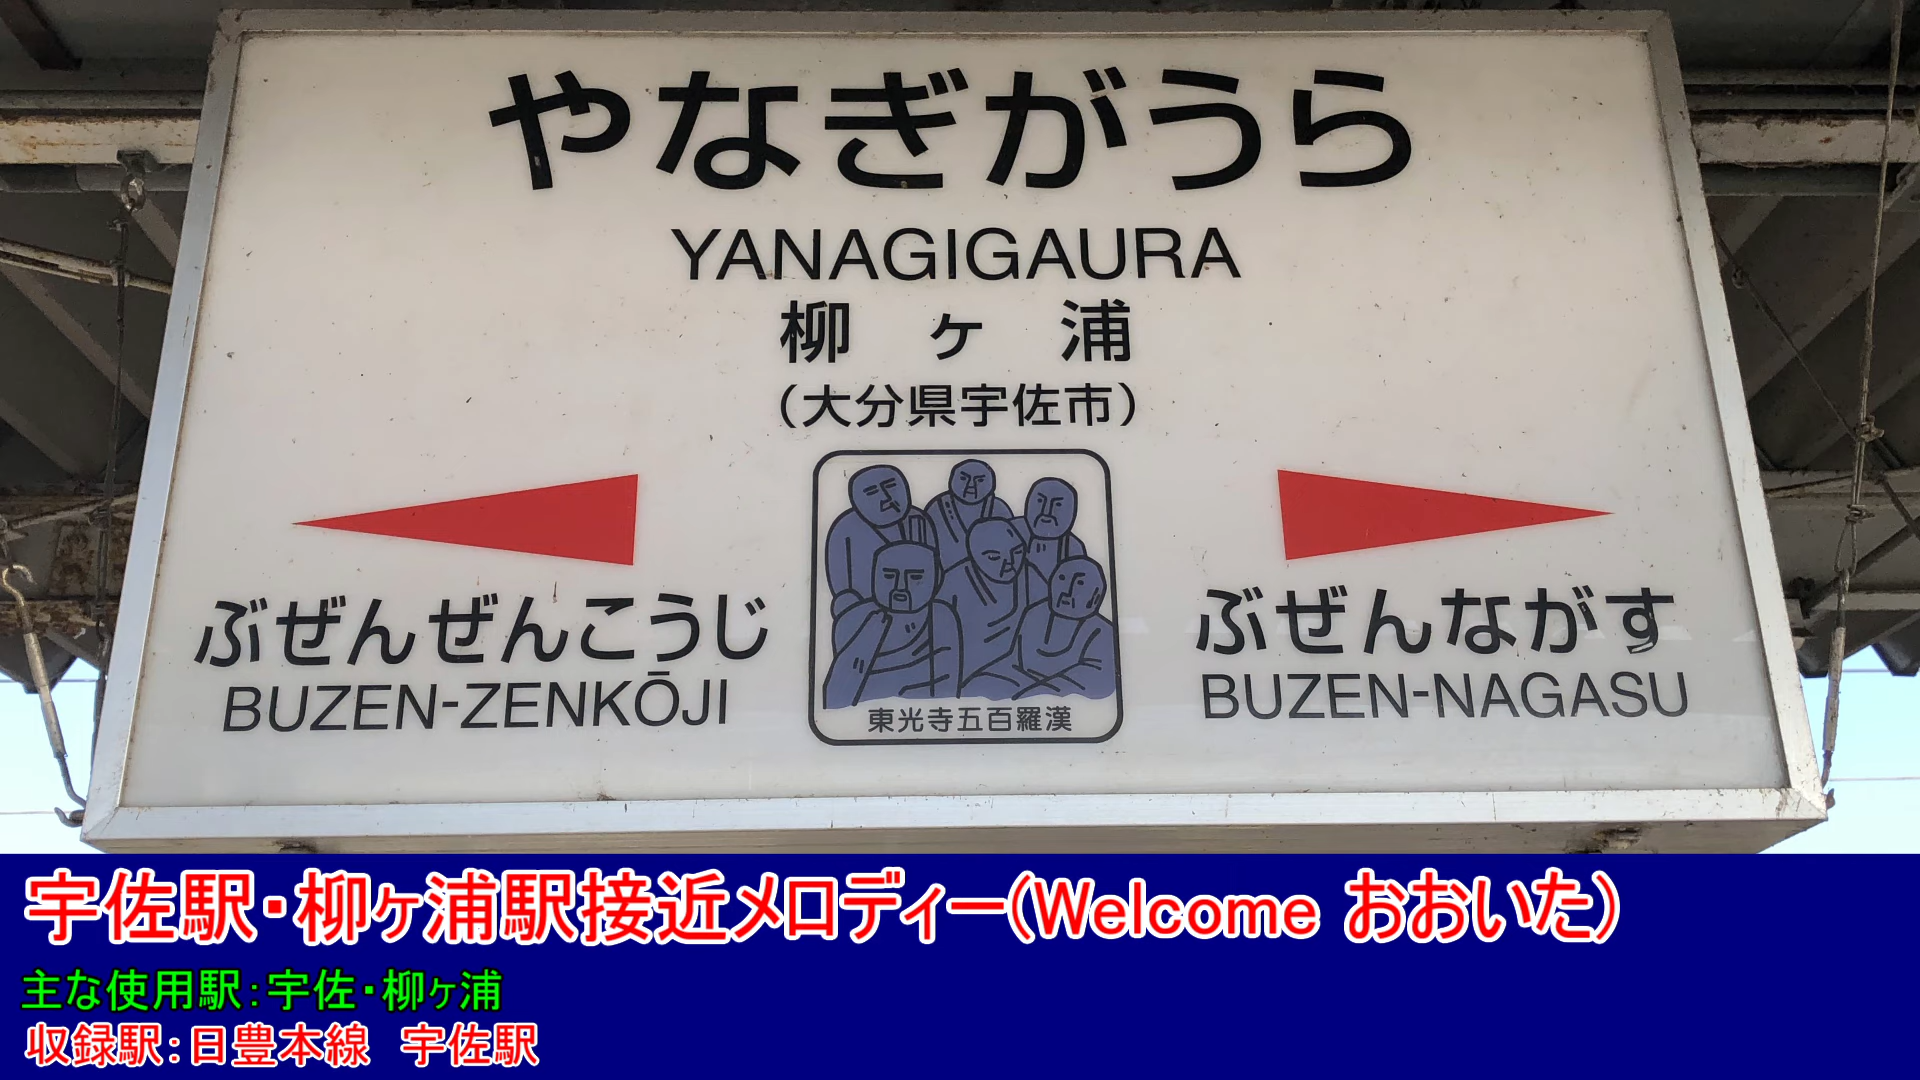 やなぎがうら
YANAGIGAURA
柳ヶ浦
(大分県宇佐市)
ぶぜんぜんこうじ
BUZEN-ZENKŌJI
東光寺五百羅漢
ぶぜんながす
BUZEN-NAGASU
宇佐駅・柳ヶ浦駅接近メロディー(Welcome おおいた)
主な使用駅:宇佐・柳ヶ浦
収録駅:日豊本線 宇佐駅